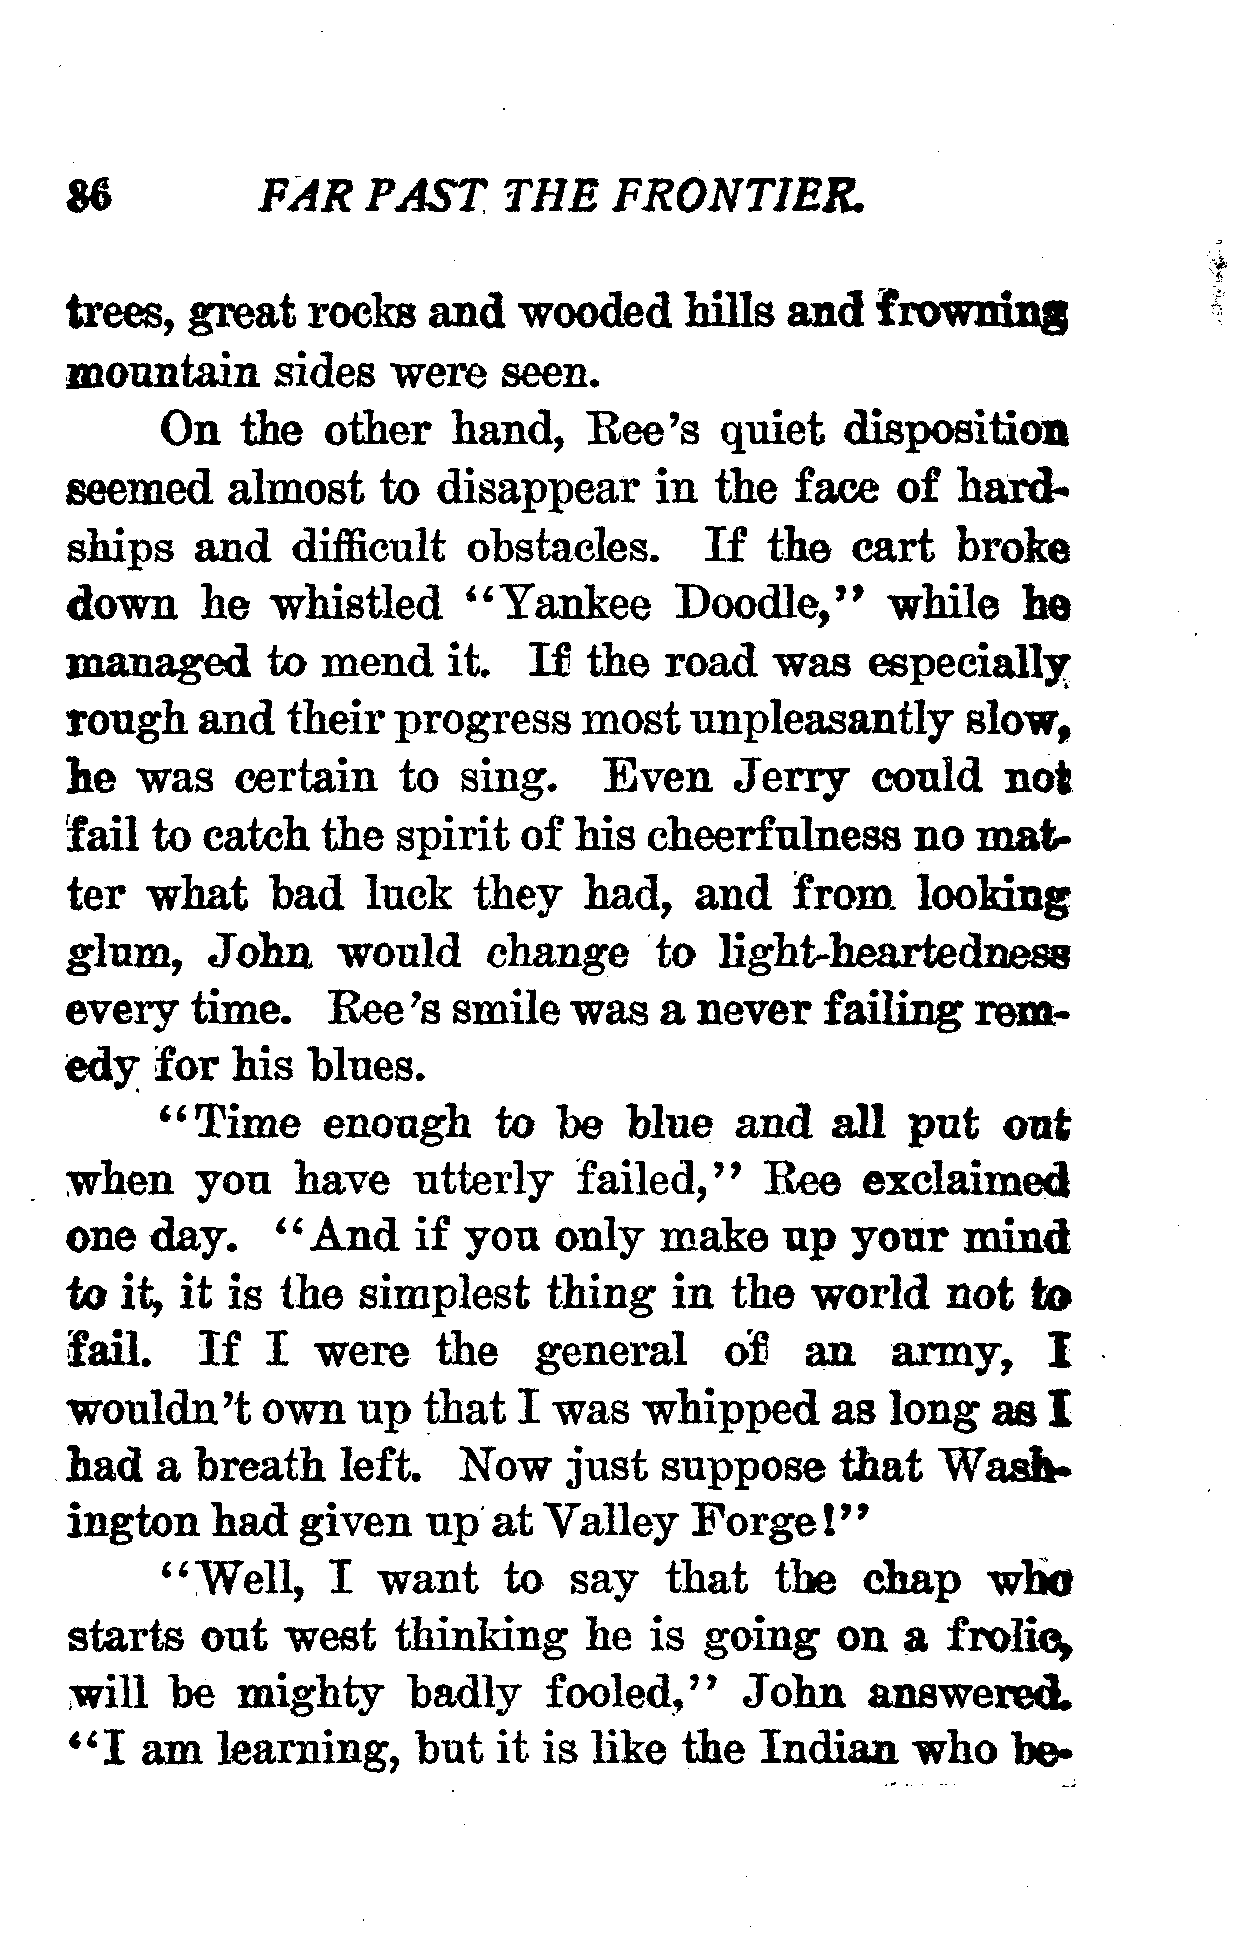 86 FAR PAST THE FRONTIER.
trees, great rocks and wooded hills and frowning
mountain sides were seen.
On the other hand, Ree's quiet disposition
seemed almost to disappear in the face of hard-
ships and difficult obstacles. If the cart broke
down he whistled "Yankee Doodle," while he
managed to mend it. If the road was especially
rough and their progress most unpleasantly slow,
he was certain to sing. Even Jerry could not
fail to catch the spirit of his cheerfulness no mat-
ter what bad luck they had, and from looking
glum, John would change to light-heartedness
every time. Ree's smile was a never failing rem-
edy for his blues.
"Time enough to be blue and all put out
when you have utterly failed," Ree exclaimed
one day. "And if you only make up your mind
to it, it is the simplest thing in the world not to
fail. If I were the general of an army, I
wouldn't own up that I was whipped as long as I
had a breath left. Now just suppose that Wash-
ington had given up at Valley Forge!"
"Well, I want to say that the chap who
starts out west thinking he is going on a frolic,
will be mighty badly fooled," John answered.
"I am learning, but it is like the Indian who be-